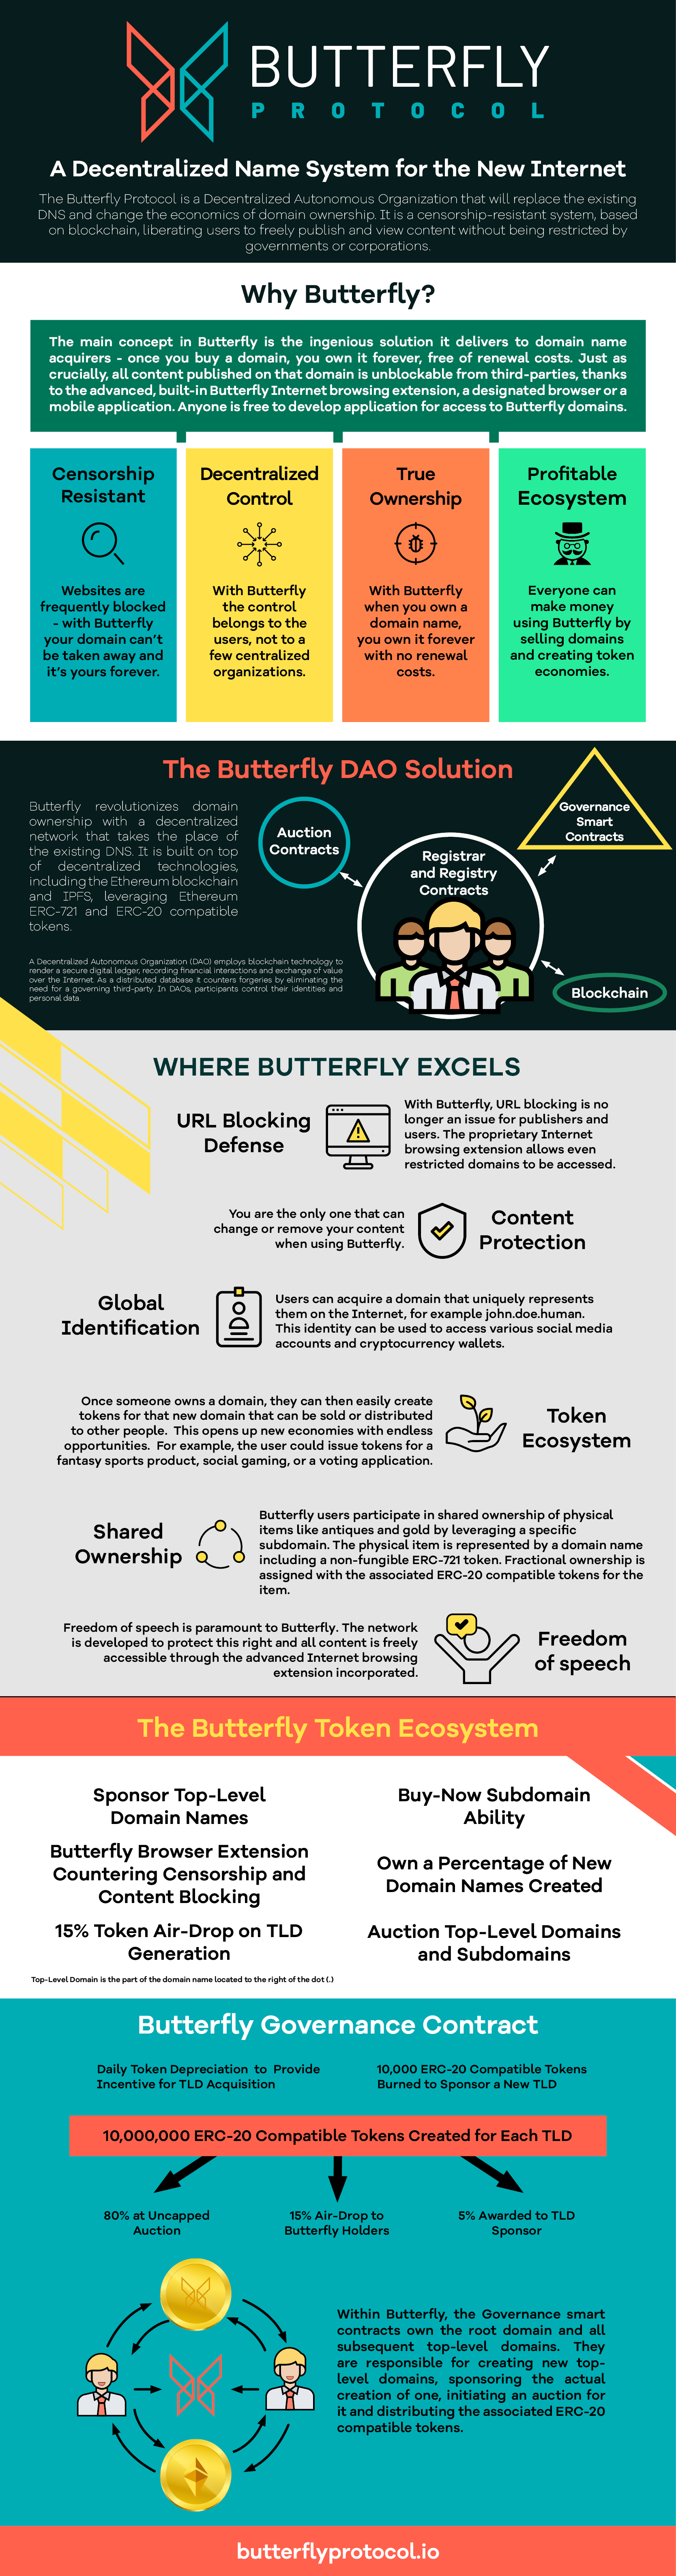 BUTTERFLY
PROTOCOL
A Decentralized Name System for the New Internet
The Butterfly Protocol is a Decentralized Autonomous Organization that will replace the existing
DNS and change the economics of domain ownership. It is a censorship-resistant system, based
on blockchain, liberating users to freely publish and view content without being restricted by
governments or corporations.
Why Butterfly?
The main concept in Butterfly is the ingenious solution it delivers to domain name
acquirers - once you buy a domain, you own it forever, free of renewal costs. Just as
crucially, all content published on that domain is unblockable from third-parties, thanks
to the advanced, built-in Butterfly Internet browsing extension, a designated browser or a
mobile application. Anyone is free to develop application for access to Butterfly domains.
Censorship
Resistant
Websites are
frequently blocked
- with Butterfly
your domain can't
be taken away and
it's yours forever.
Decentralized
Control
With Butterfly
the control
belongs to the
users, not to a
few centralized
organizations.
True
Ownership
With Butterfly
when you own a
domain name,
you own it forever
with no renewal
costs.
Profitable
Ecosystem
Everyone can
make money
using Butterfly by
selling domains
and creating token
economies.
The Butterfly DAO Solution
Butterfly revolutionizes domain
ownership with a decentralized
network that takes the place of
the existing DNS. It is built on top
of decentralized technologies,
including the Ethereum blockchain
and IPFS, leveraging Ethereum
ERC-721 and ERC-20 compatible
tokens.
A Decentralized Autonomous Organization (DAO) employs blockchain technology to
render a secure digital ledger, recording financial interactions and exchange of value
over the Internet. As a distributed database it counters forgeries by eliminating the
need for a governing third-party. In DAOs, participants control their identities and
personal data.
Auction
Contracts
Governance
Smart
Contracts
Registrar
and Registry
Contracts
Blockchain
WHERE BUTTERFLY EXCELS
URL Blocking
Defense
With Butterfly, URL blocking is no
longer an issue for publishers and
users. The proprietary Internet
browsing extension allows even
restricted domains to be accessed.
You are the only one that can
change or remove your content
when using Butterfly.
Content
Protection
Global
Identification
Users can acquire a domain that uniquely represents
them on the Internet, for example john.doe.human.
This identity can be used to access various social media
accounts and cryptocurrency wallets.
Once someone owns a domain, they can then easily create
tokens for that new domain that can be sold or distributed
to other people. This opens up new economies with endless
opportunities. For example, the user could issue tokens for a
fantasy sports product, social gaming, or a voting application.
Token
Ecosystem
Shared
Ownership
Butterfly users participate in shared ownership of physical
items like antiques and gold by leveraging a specific
subdomain. The physical item is represented by a domain name
including a non-fungible ERC-721 token. Fractional ownership is
assigned with the associated ERC-20 compatible tokens for the
item.
Freedom of speech is paramount to Butterfly. The network
is developed to protect this right and all content is freely
accessible through the advanced Internet browsing
extension incorporated.
Freedom
of speech
The Butterfly Token Ecosystem
Sponsor Top-Level
Domain Names
Butterfly Browser Extension
Countering Censorship and
Content Blocking
15% Token Air-Drop on TLD
Generation
Buy-Now Subdomain
Ability
Own a Percentage of New
Domain Names Created
Auction Top-Level Domains
and Subdomains
Top-Level Domain is the part of the domain name located to the right of the dot (.)
Butterfly Governance Contract
Daily Token Depreciation to Provide
Incentive for TLD Acquisition
10,000 ERC-20 Compatible Tokens
Burned to Sponsor a New TLD
10,000,000 ERC-20 Compatible Tokens Created for Each TLD
80% at Uncapped
Auction
15% Air-Drop to
Butterfly Holders
5% Awarded to TLD
Sponsor
Within Butterfly, the Governance smart
contracts own the root domain and all
subsequent top-level domains. They
are responsible for creating new top-
level domains, sponsoring the actual
creation of one, initiating an auction for
it and distributing the associated ERC-20
compatible tokens.
butterflyprotocol.io